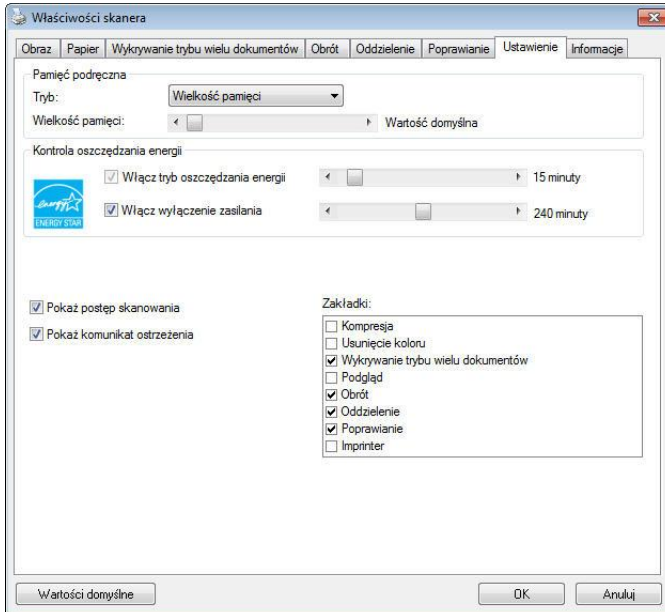 Właściwości skanera
Obraz Papier Wykrywanie trybu wielu dokumentów Obrót Oddzielenie Poprawianie Ustawienie Informacje
Pamięć podręczna
Tryb: Wielkość pamięci
Wielkość pamięci: Wartość domyślna
Kontrola oszczędzania energii
Włącz tryb oszczędzania energii 15 minuty
Włącz wyłączenie zasilania 240 minuty
energy
ENERGY STAR
Pokaż postęp skanowania
Pokaż komunikat ostrzeżenia
Zakładki:
Kompresja
Usunięcie koloru
Wykrywanie trybu wielu dokumentów
Podgląd
Obrót
Oddzielenie
Poprawianie
Imprinter
Wartości domyślne OK Anuluj